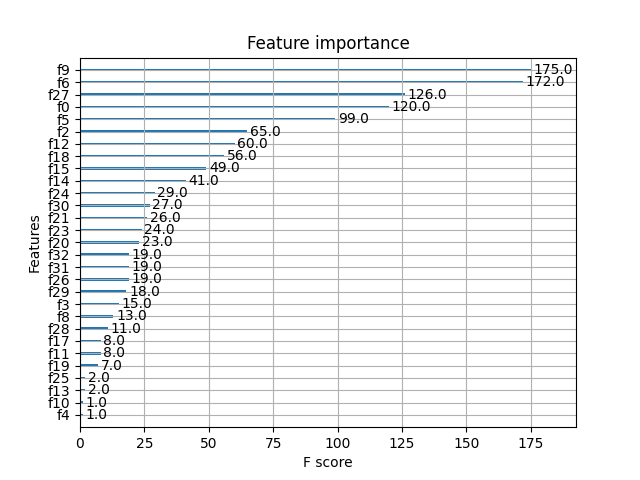 Feature importance
f9 175.0
f6 172.0
f27 126.0
f0 120.0
f5 99.0
f2 65.0
f12 60.0
f18 56.0
f15 49.0
f14 41.0
f24 29.0
f30 27.0
f21 26.0
f23 24.0
f20 23.0
f32 19.0
f31 19.0
f26 19.0
f29 18.0
f3 15.0
f8 13.0
f28 11.0
f17 8.0
f11 8.0
f19 7.0
f25 2.0
f13 2.0
f10 1.0
f4 1.0
Features
0 25 50 75 100 125 150 175
F score